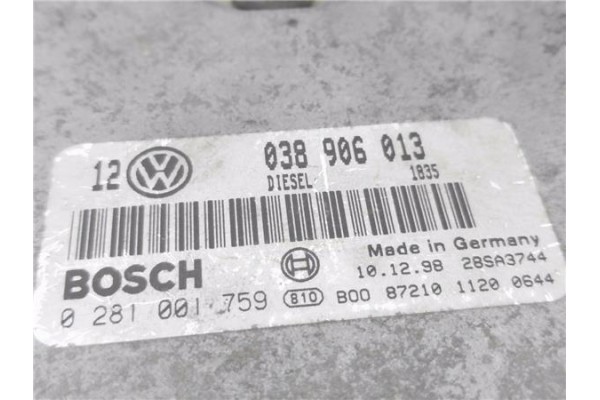 12 VW 038 906 013
DIESEL 1835
BOSCH Made in Germany
10.12.98 28SA3744
0 281 001 759 810 B00 87210 1120 0644